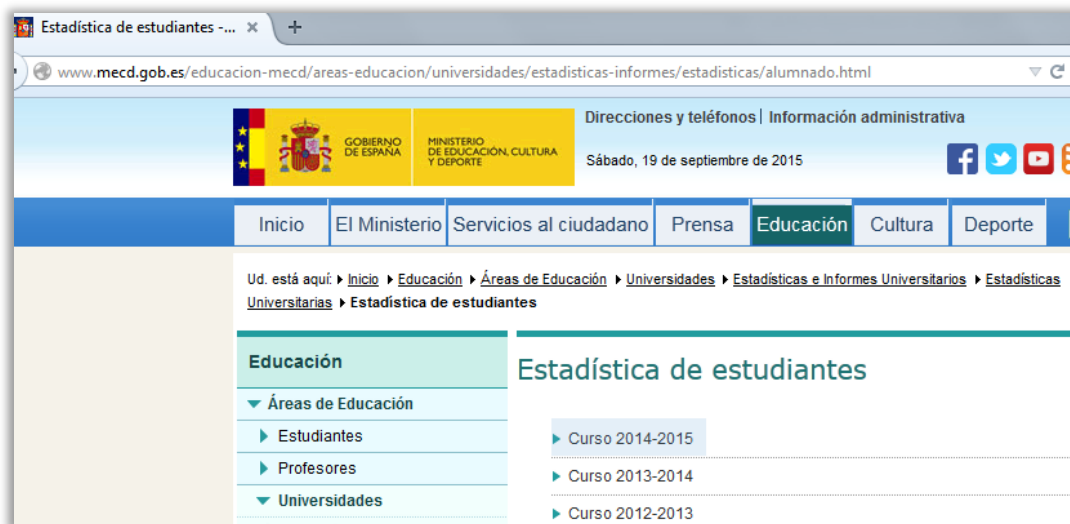 Estadística de estudiantes -...
www.mecd.gob.es/educacion-mecd/areas-educacion/universidades/estadisticas-informes/estadisticas/alumnado.html
GOBIERNO
DE ESPAÑA
MINISTERIO
DE EDUCACIÓN, CULTURA
Y DEPORTE
Direcciones y teléfonos | Información administrativa
Sábado, 19 de septiembre de 2015
Inicio El Ministerio Servicios al ciudadano Prensa Educación Cultura Deporte
Ud. está aquí: Inicio Educación Áreas de Educación Universidades Estadísticas e Informes Universitarios Estadísticas
Universitarias Estadística de estudiantes
Educación
Áreas de Educación
Estudiantes
Profesores
Universidades
Estadística de estudiantes
Curso 2014-2015
Curso 2013-2014
Curso 2012-2013